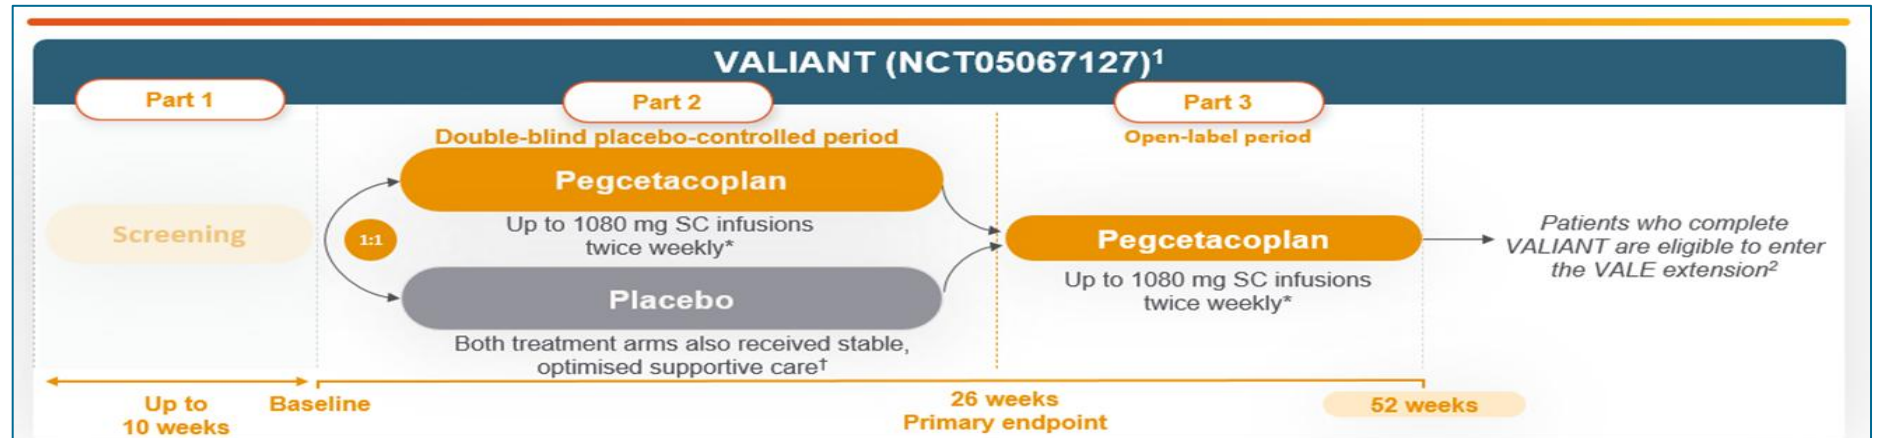 VALIANT (NCT05067127)¹
Part 1
Part 2
Part 3
Double-blind placebo-controlled period
Open-label period
Screening
1:1
Pegcetacoplan
Up to 1080 mg SC infusions
twice weekly*
Placebo
Both treatment arms also received stable,
optimised supportive care†
Pegcetacoplan
Up to 1080 mg SC infusions
twice weekly*
Patients who complete
VALIANT are eligible to enter
the VALE extension²
Up to
10 weeks
Baseline
26 weeks
Primary endpoint
52 weeks